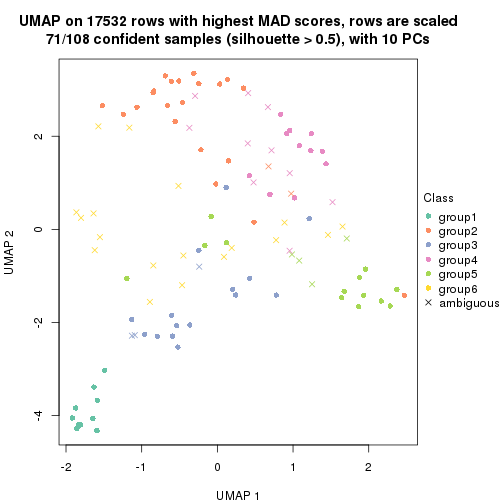 UMAP on 17532 rows with highest MAD scores, rows are scaled
71/108 confident samples (silhouette > 0.5), with 10 PCs
UMAP 2
2
0
-2
-4
-2
-1
0
1
2
UMAP 1
Class
group1
group2
group3
group4
group5
group6
ambiguous